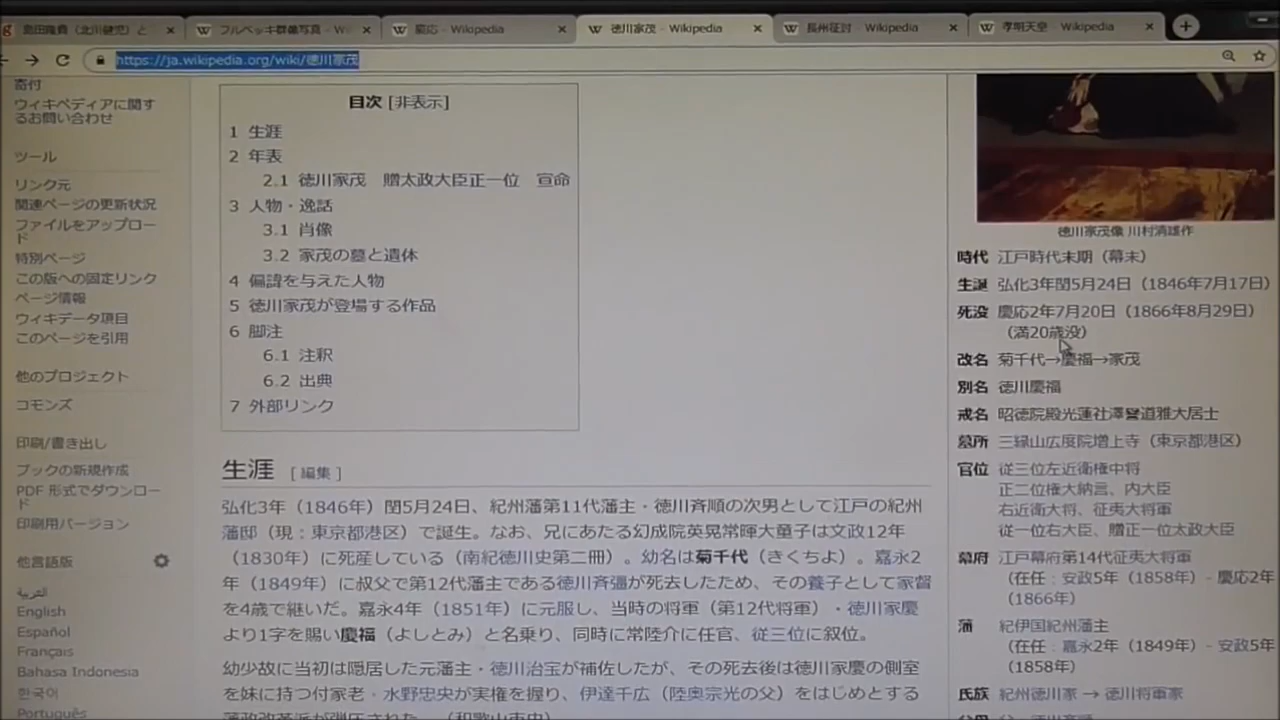 島田隆資（北川健児）と
フルベッキ群像写真 - Wi
慶応 - Wikipedia
徳川家茂 - Wikipedia
長州征討 - Wikipedia
孝明天皇 - Wikipedia
https://ja.wikipedia.org/wiki/徳川家茂
寄付
ウィキペディアに関す
るお問い合わせ
ツール
リンク元
関連ページの更新状況
ファイルをアップロー
ド
特別ページ
この版への固定リンク
ページ情報
ウィキデータ項目
このページを引用
他のプロジェクト
コモンズ
印刷/書き出し
ブックの新規作成
PDF 形式でダウンロー
ド
印刷用バージョン
他言語版
العربية
English
Español
Français
Bahasa Indonesia
한국어
Português
目次 [非表示]
1 生涯
2 年表
2.1 徳川家茂 贈太政大臣正一位 宣命
3 人物・逸話
3.1 肖像
3.2 家茂の墓と遺体
4 偏諱を与えた人物
5 徳川家茂が登場する作品
6 脚注
6.1 注釈
6.2 出典
7 外部リンク
生涯 [編集]
弘化3年（1846年）閏5月24日、紀州藩第11代藩主・徳川斉順の次男として江戸の紀州
藩邸（現：東京都港区）で誕生。なお、兄にあたる幻成院英晃常暉大童子は文政12年
（1830年）に死産している（南紀徳川史第二冊）。幼名は菊千代（きくちよ）。嘉永2
年（1849年）に叔父で第12代藩主である徳川斉彊が死去したため、その養子として家督
を4歳で継いだ。嘉永4年（1851年）に元服し、当時の将軍（第12代将軍）・徳川家慶
より1字を賜い慶福（よしとみ）と名乗り、同時に常陸介に任官、従三位に叙位。
幼少故に当初は隠居した元藩主・徳川治宝が補佐したが、その死去後は徳川家慶の側室
を妹に持つ付家老・水野忠央が実権を握り、伊達千広（陸奥宗光の父）をはじめとする
藩政改革派が弾圧された。（和歌山市史）
徳川家茂像 川村清雄作
時代 江戸時代末期（幕末）
生誕 弘化3年閏5月24日（1846年7月17日）
死没 慶応2年7月20日（1866年8月29日）
（満20歳没）
改名 菊千代→慶福→家茂
別名 徳川慶福
戒名 昭徳院殿光蓮社澤譽道雅大居士
墓所 三縁山広度院増上寺（東京都港区）
官位 従三位左近衛権中将
正二位権大納言、内大臣
右近衛大将、征夷大将軍
従一位右大臣、贈正一位太政大臣
幕府 江戸幕府第14代征夷大将軍
（在任：安政5年（1858年）- 慶応2年
（1866年）
藩 紀伊国紀州藩主
（在任：嘉永2年（1849年）- 安政5年
（1858年）
氏族 紀州徳川家 → 徳川将軍家